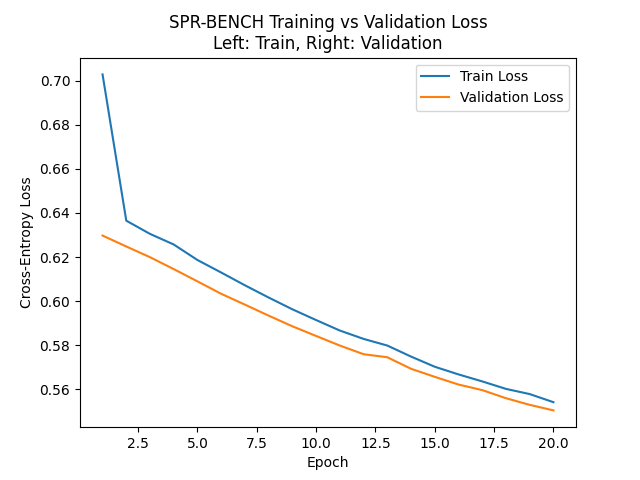 SPR-BENCH Training vs Validation Loss
Left: Train, Right: Validation
Train Loss
Validation Loss
Cross-Entropy Loss
0.70
0.68
0.66
0.64
0.62
0.60
0.58
0.56
2.5 5.0 7.5 10.0 12.5 15.0 17.5 20.0
Epoch